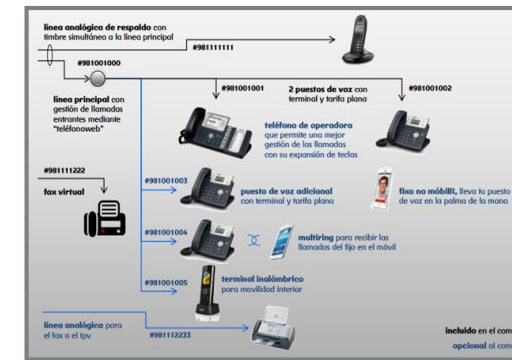 línea analógica de respaldo con
timbre simultáneo a la línea principal
#981111111
#981001000
línea principal con
gestión de llamadas
entrantes mediante
"teléfonoweb"
#981001001
2 puestos de voz con
terminal y tarifa plana
#981001002
teléfono de operadora
que permite una mejor
gestión de las llamadas
con su expansión de teclas
#981111222
fax virtual
#981001003
puesto de voz adicional
con terminal y tarifa plana
fixo no móbilR, lleva tu puesto
de voz en la palma de la mano
#981001004
multiring para recibir las
llamadas del fijo en el móvil
#981001005
terminal inalámbrico
para movilidad interior
línea analógica para
el fax o el tpv
#981112233
incluido en el com
opcional al com